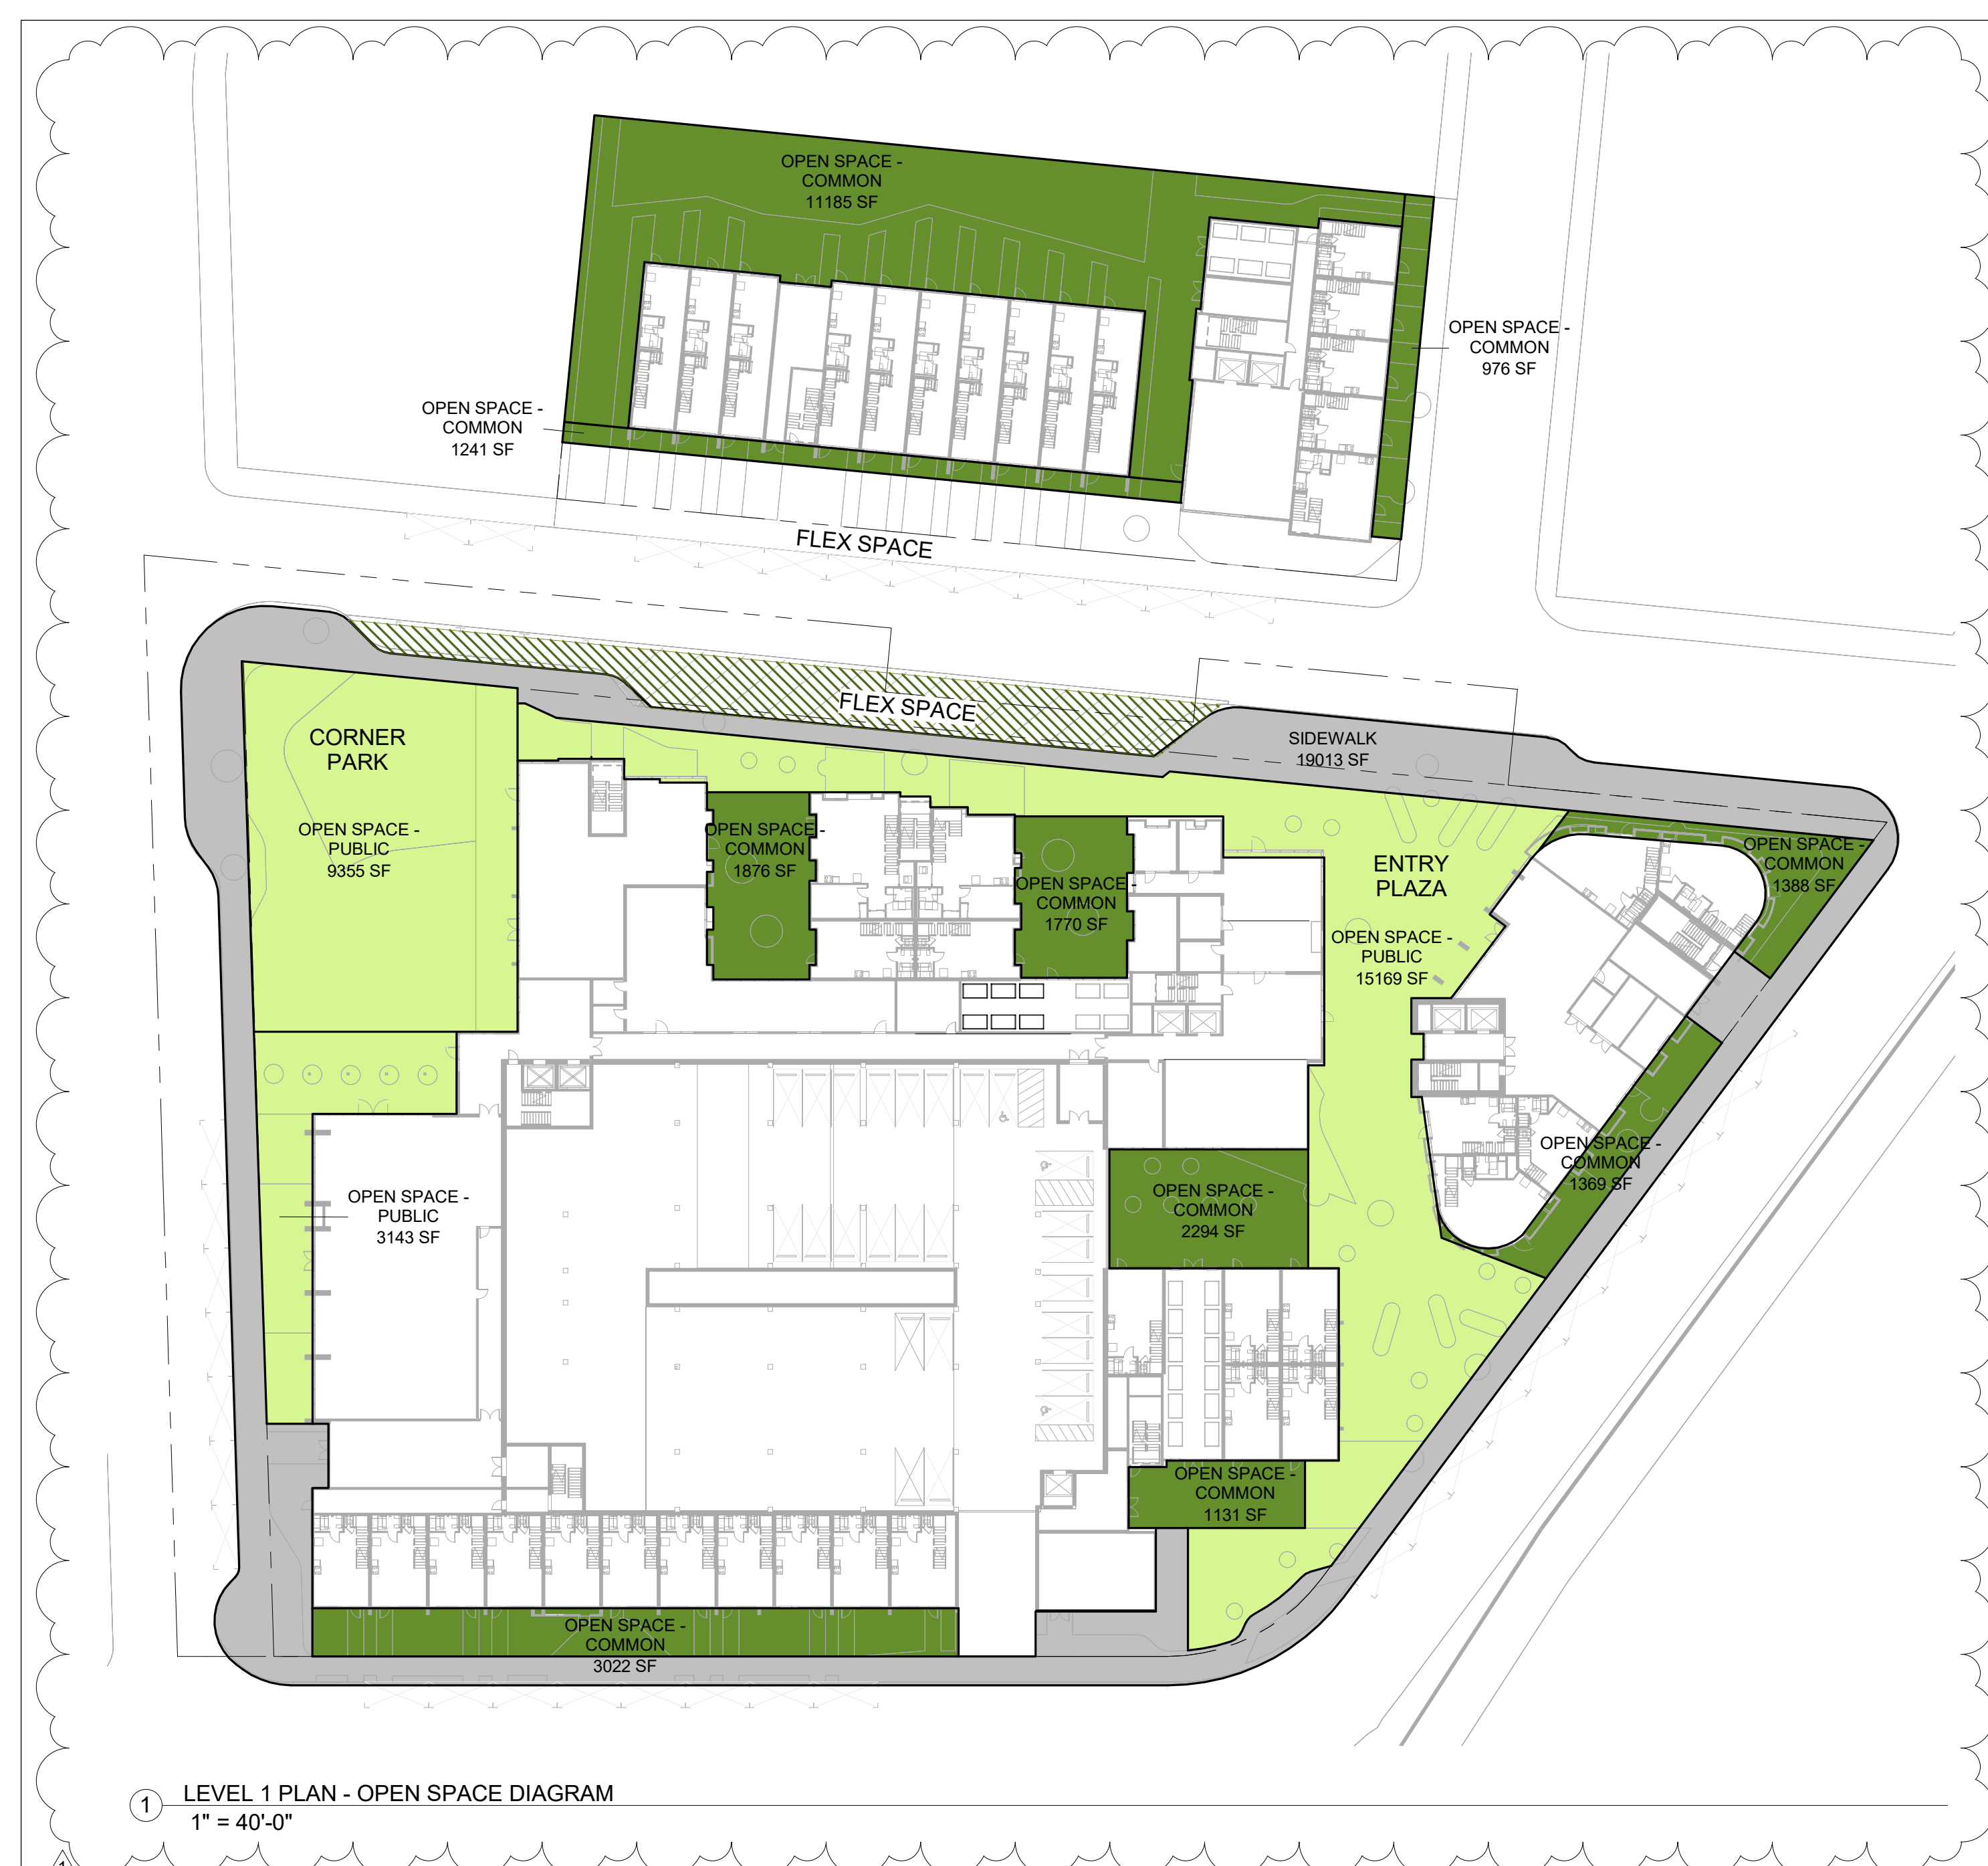 OPEN SPACE -
COMMON
11185 SF
OPEN SPACE -
COMMON
976 SF
OPEN SPACE -
COMMON
1241 SF
FLEX SPACE
FLEX SPACE
CORNER
PARK
SIDEWALK
19013 SF
OPEN SPACE -
PUBLIC
9355 SF
OPEN SPACE -
COMMON
1876 SF
OPEN SPACE -
COMMON
1770 SF
ENTRY
PLAZA
OPEN SPACE -
COMMON
1388 SF
OPEN SPACE -
PUBLIC
15169 SF
OPEN SPACE -
COMMON
1369 SF
OPEN SPACE -
PUBLIC
3143 SF
OPEN SPACE -
COMMON
2294 SF
OPEN SPACE -
COMMON
1131 SF
OPEN SPACE -
COMMON
3022 SF
1
LEVEL 1 PLAN - OPEN SPACE DIAGRAM
1" = 40'-0"
1